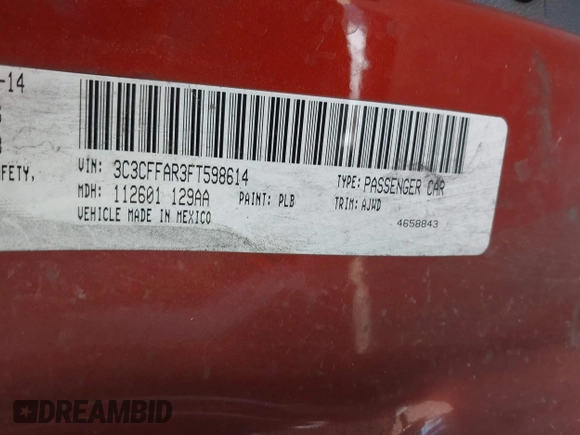 -14
FETY,
VIN: 3C3CFFAR3FT598614
TYPE: PASSENGER CAR
MDH: 112601 129AA
PAINT: PLB
TRIM: AJWD
VEHICLE MADE IN MEXICO
4658843
DREAMBID